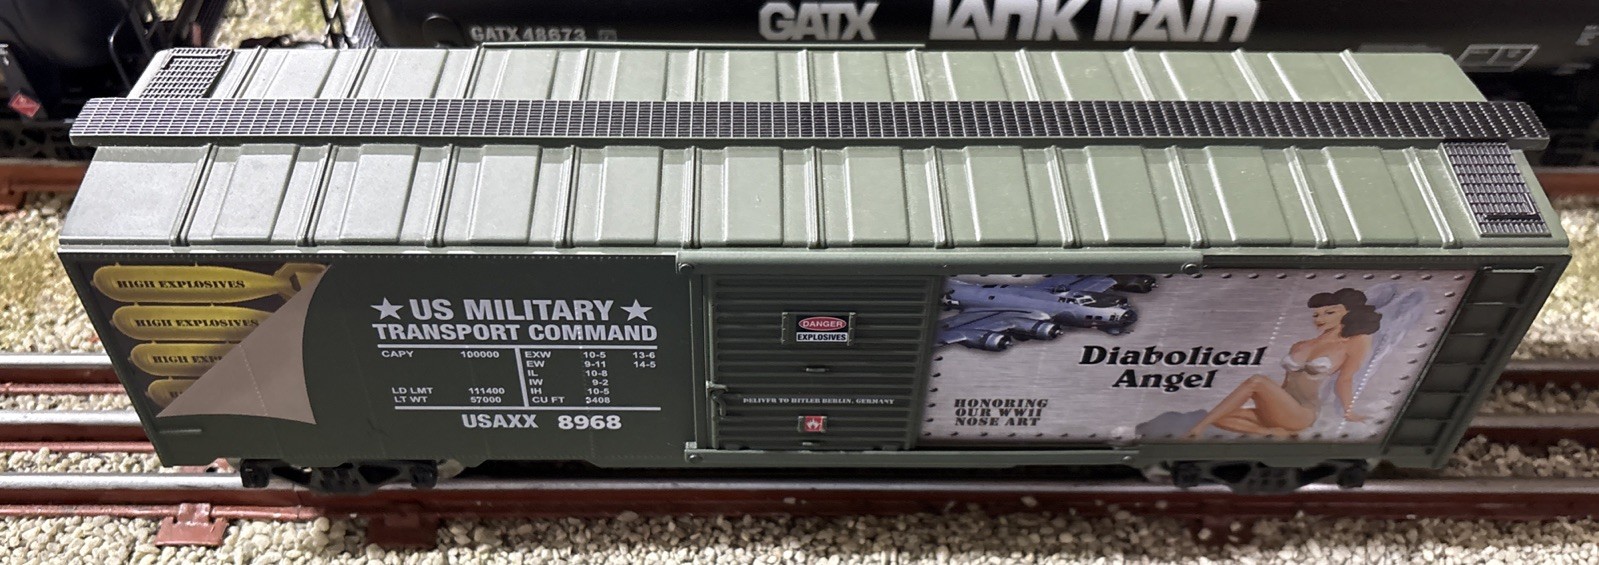 GATX 48673
GATX TANK TRAIN
HIGH EXPLOSIVES
HIGH EXPLOSIVES
HIGH EXP
★ US MILITARY ★
TRANSPORT COMMAND
CAPY 100000
LD LMT 111400
LT WT 57000
EXW 10-5 13-6
EW 9-11 14-5
IL 10-8
IW 9-2
IH 10-5
CU FT 5408
USAXX 8968
DANGER
EXPLOSIVES
DELIVER TO HITLER BERLIN, GERMANY
Diabolical
Angel
HONORING
OUR WWII
NOSE ART